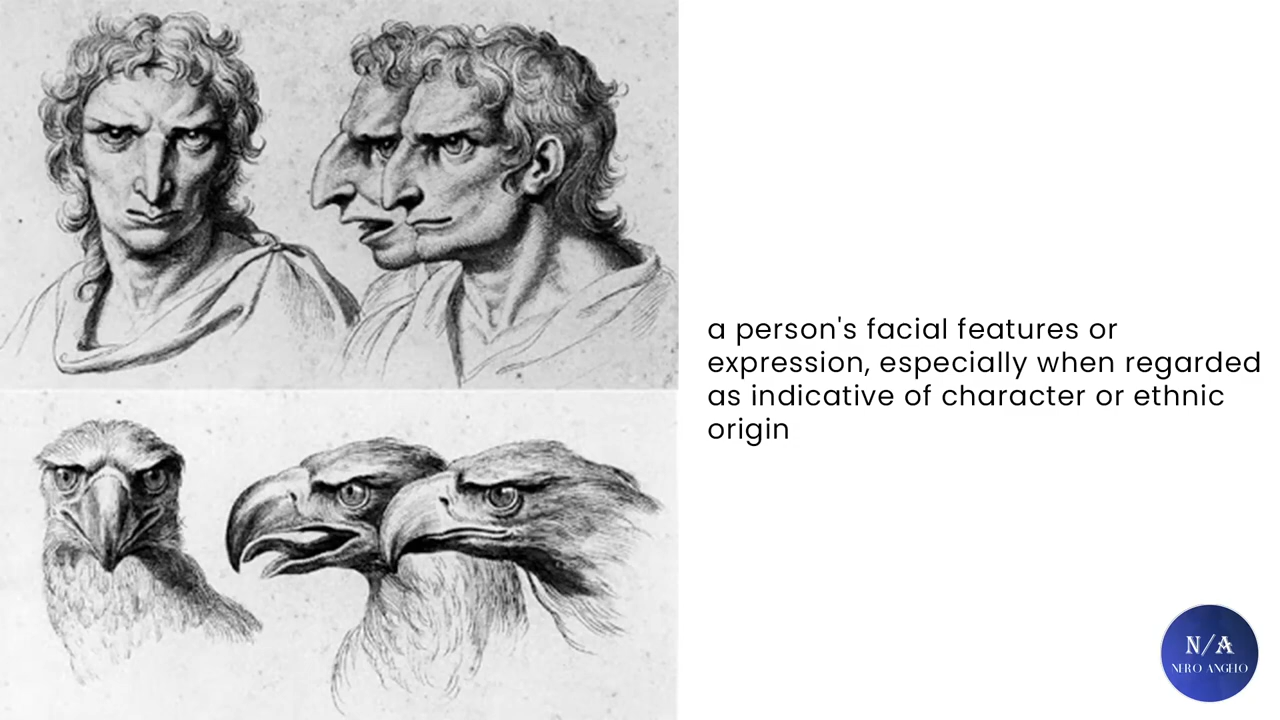 a person's facial features or
expression, especially when regarded
as indicative of character or ethnic
origin
N/A
NERO ANGELO